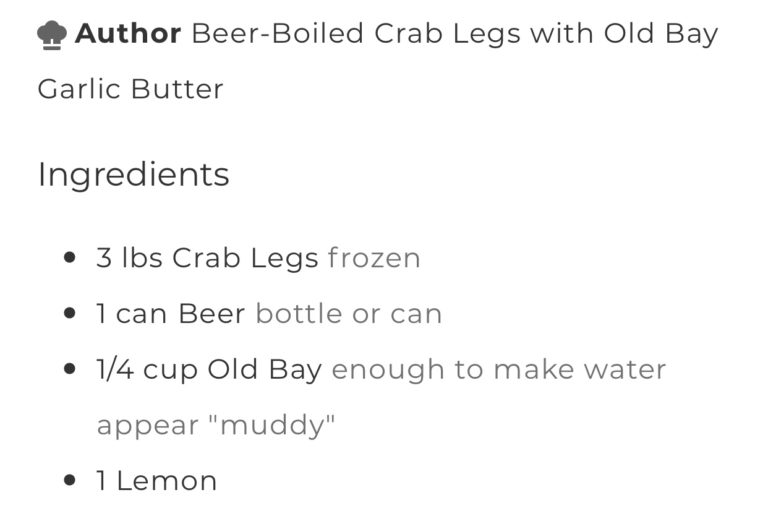 Author Beer-Boiled Crab Legs with Old Bay
Garlic Butter
Ingredients
3 lbs Crab Legs frozen
1 can Beer bottle or can
1/4 cup Old Bay enough to make water
appear "muddy"
1 Lemon